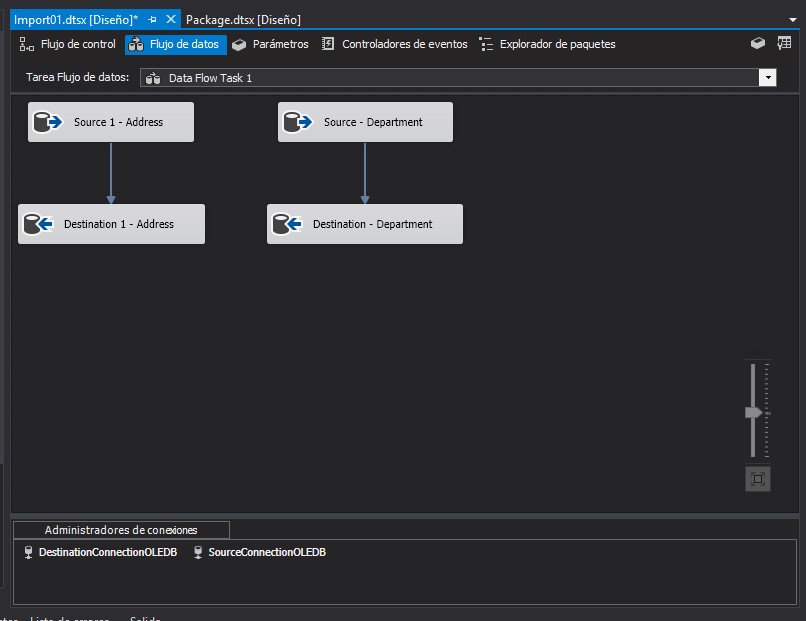 Import01.dtsx [Diseño]* Package.dtsx [Diseño]
Flujo de control Flujo de datos Parámetros Controladores de eventos Explorador de paquetes
Tarea Flujo de datos: Data Flow Task 1
Source 1 - Address Source - Department
Destination 1 - Address Destination - Department
Administradores de conexiones
DestinationConnectionOLEDB SourceConnectionOLEDB
Lista de errores Salida